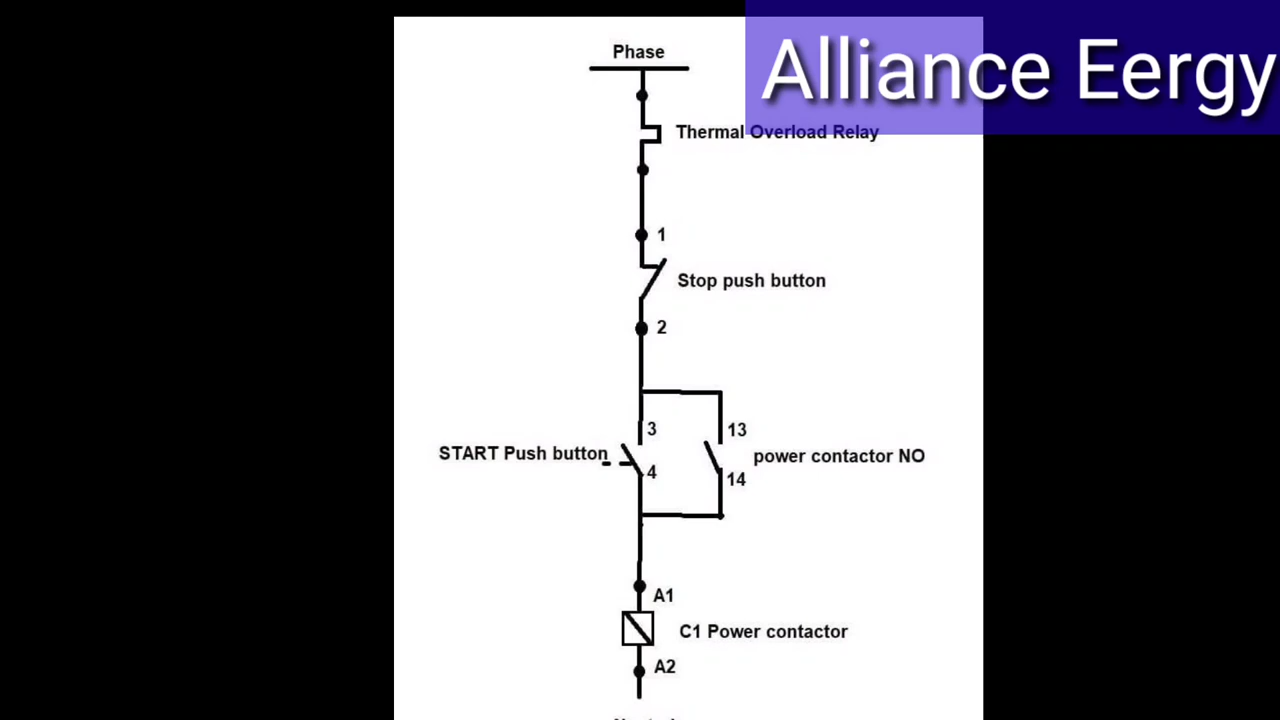 Phase
Alliance Eergy
Thermal Overload Relay
1
Stop push button
2
3
13
START Push button
power contactor NO
4
14
A1
C1 Power contactor
A2